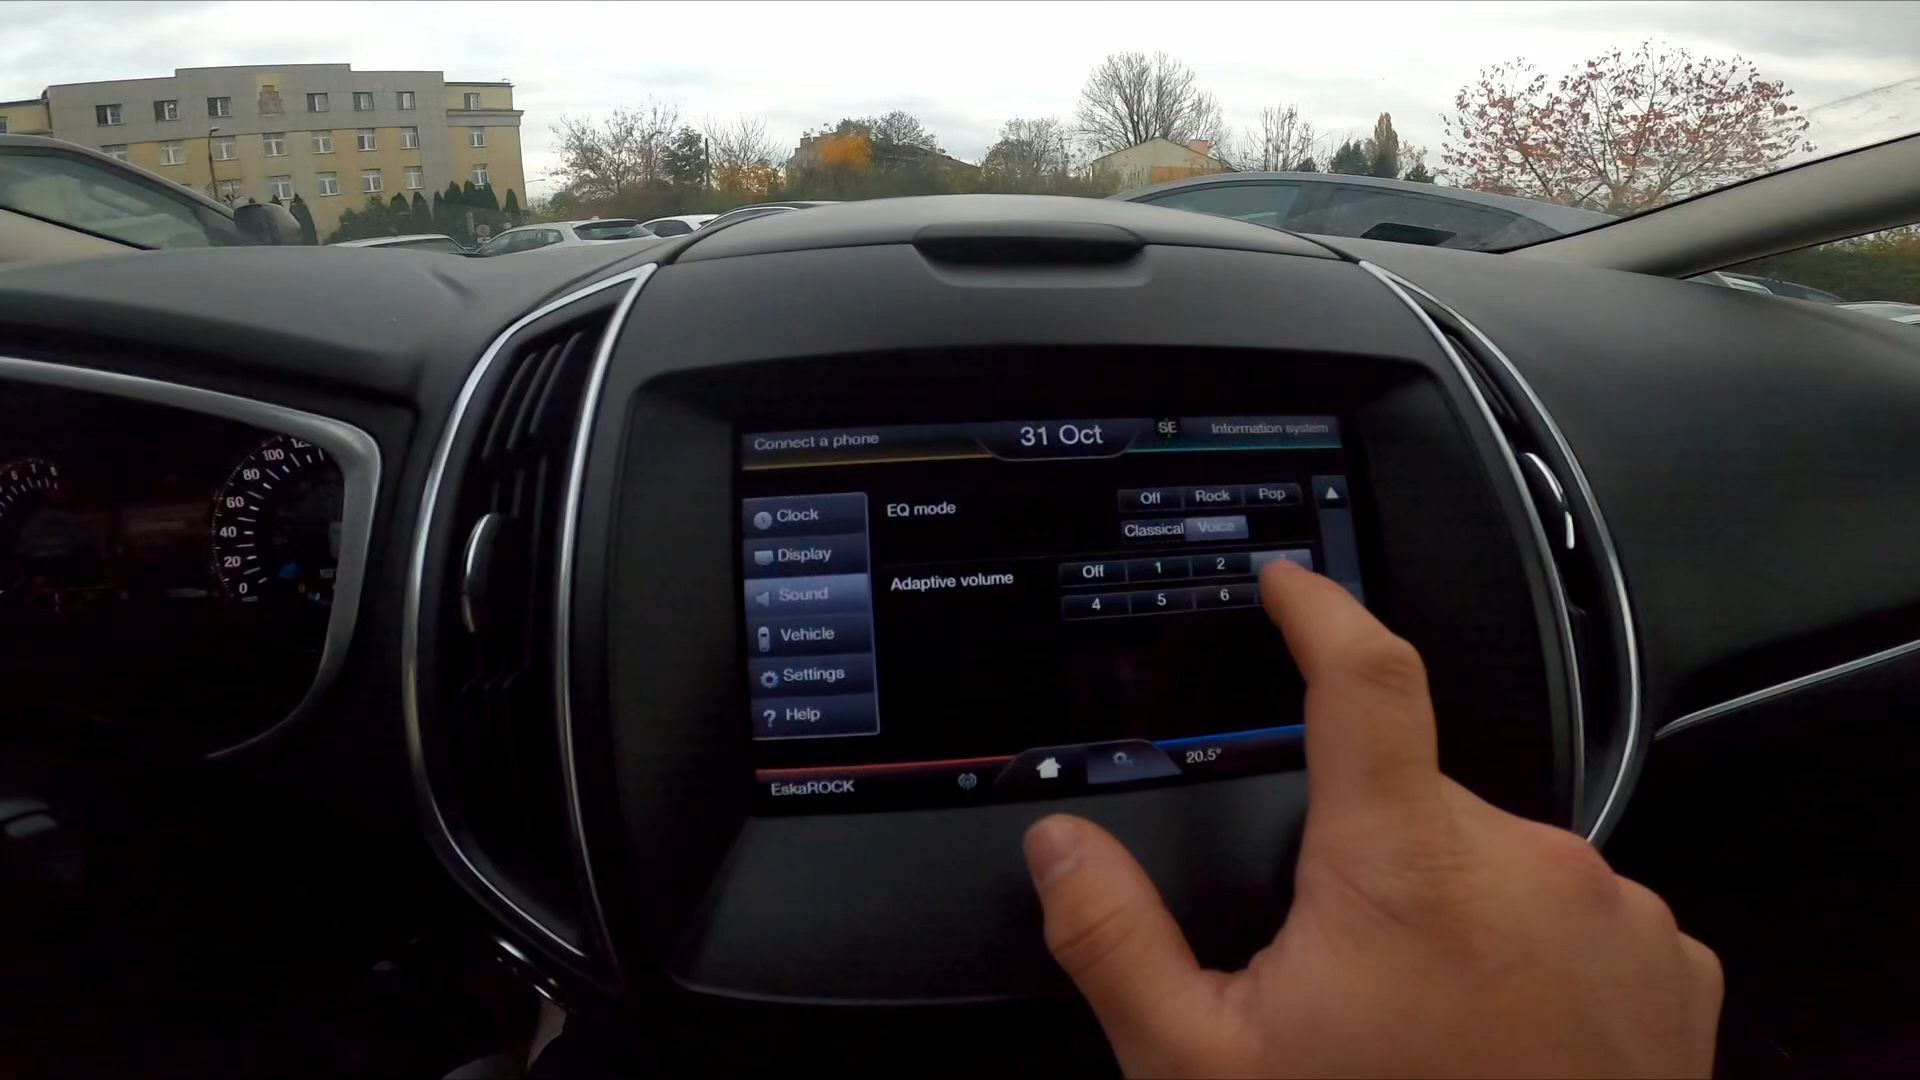 Connect a phone
31 Oct
SE
Information system
Clock
Display
Sound
Vehicle
Settings
Help
EQ mode
Off Rock Pop
Classical Voice
Adaptive volume
Off 1 2
4 5 6
EskaROCK
20.5°
120
100
80
60
40
20
0